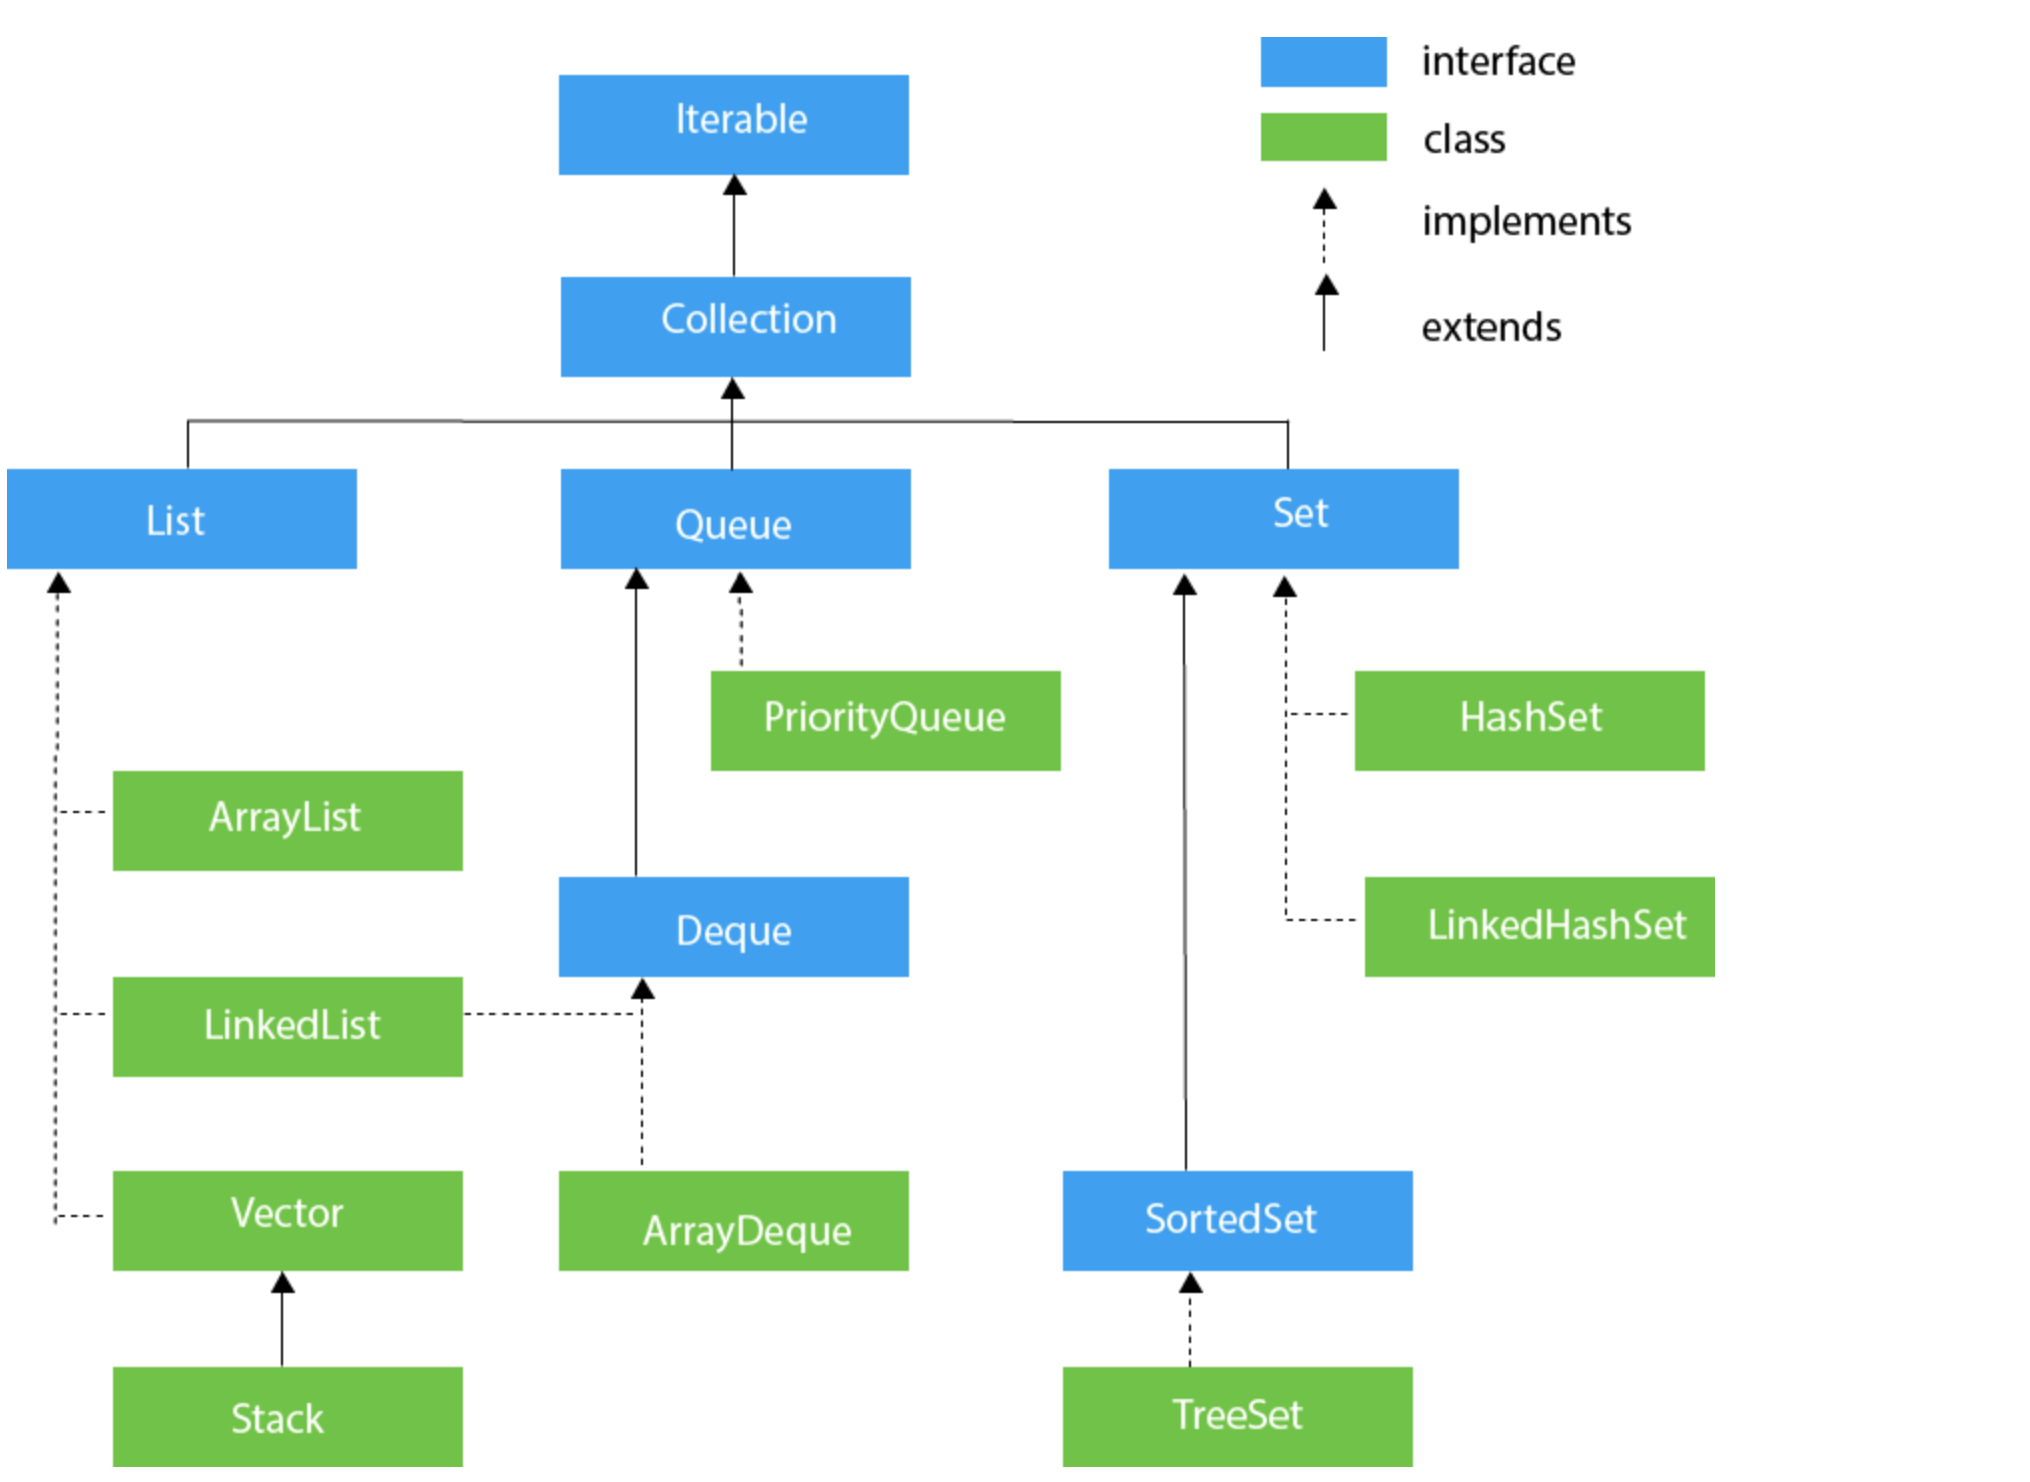 interface
Iterable
class
implements
Collection
extends
List
Queue
Set
PriorityQueue
HashSet
ArrayList
Deque
LinkedHashSet
LinkedList
Vector
ArrayDeque
SortedSet
Stack
TreeSet